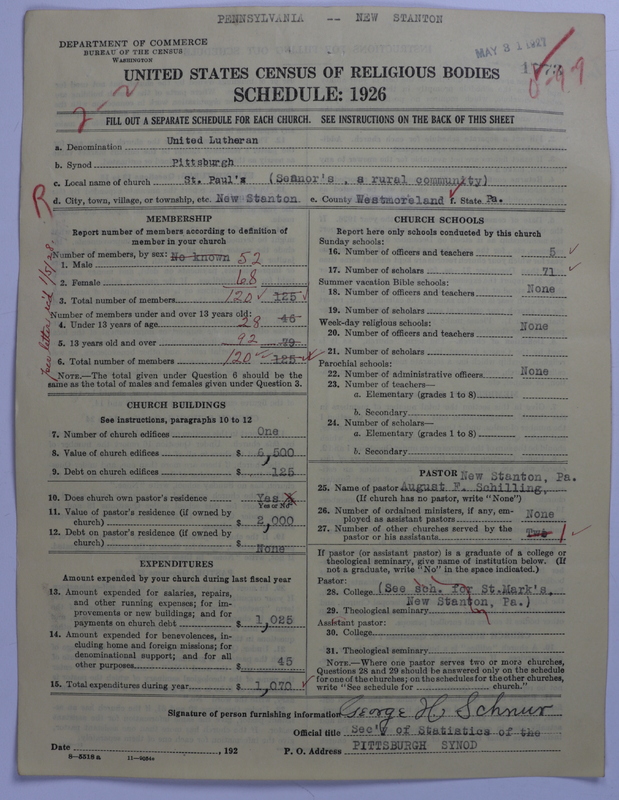 PENNSYLVANIA -- NEW STANTON
DEPARTMENT OF COMMERCE
BUREAU OF THE CENSUS
WASHINGTON
MAY 31 1927
UNITED STATES CENSUS OF RELIGIOUS BODIES
SCHEDULE: 1926
2-2
FILL OUT A SEPARATE SCHEDULE FOR EACH CHURCH. SEE INSTRUCTIONS ON THE BACK OF THIS SHEET
a. Denomination United Lutheran
b. Synod Pittsburgh
c. Local name of church St. Paul's (Seanor's , a rural community)
R
d. City, town, village, or township, etc. New Stanton e. County Westmoreland f. State Pa.
MEMBERSHIP
Report number of members according to definition of
member in your church
Number of members, by sex: No known 52
1. Male
2. Female 68
3. Total number of members 120 125
Number of members under and over 13 years old:
4. Under 13 years of age 28 46
5. 13 years old and over 92 79
6. Total number of members 120 125
NOTE.—The total given under Question 6 should be the
same as the total of males and females given under Question 3.
per letter rec'd 1/5/28.
CHURCH BUILDINGS
See instructions, paragraphs 10 to 12
7. Number of church edifices One
8. Value of church edifices $ 6,500
9. Debt on church edifices $ 125
10. Does church own pastor's residence Yes
Yes or No
11. Value of pastor's residence (if owned by
church) $ 2,000
12. Debt on pastor's residence (if owned by
church) $ None
EXPENDITURES
Amount expended by your church during last fiscal year
13. Amount expended for salaries, repairs,
and other running expenses; for im-
provements or new buildings; and for
payments on church debt $ 1,025
14. Amount expended for benevolences, in-
cluding home and foreign missions; for
denominational support; and for all
other purposes $ 45
15. Total expenditures during year $ 1,070
CHURCH SCHOOLS
Report here only schools conducted by this church
Sunday schools:
16. Number of officers and teachers 5
17. Number of scholars 71
Summer vacation Bible schools:
18. Number of officers and teachers None
19. Number of scholars
Week-day religious schools:
20. Number of officers and teachers None
21. Number of scholars
Parochial schools:
22. Number of administrative officers None
23. Number of teachers—
a. Elementary (grades 1 to 8)
b. Secondary
24. Number of scholars—
a. Elementary (grades 1 to 8)
b. Secondary
PASTOR New Stanton, Pa.
25. Name of pastor August F. Schilling,
(If church has no pastor, write "None")
26. Number of ordained ministers, if any, em-
ployed as assistant pastors None
27. Number of other churches served by the
pastor or his assistants Two 1
If pastor (or assistant pastor) is a graduate of a college or
theological seminary, give name of institution below. (If
not a graduate, write "No" in the space indicated.)
Pastor:
28. College (See sch. for St.Mark's,
New Stanton, Pa.)
29. Theological seminary
Assistant pastor:
30. College
31. Theological seminary
NOTE.—Where one pastor serves two or more churches,
Questions 28 and 29 should be answered only on the schedule
for one of the churches; on the schedules for the other churches,
write "See schedule for church."
Signature of person furnishing information George H Schnur
Official title Sec'y of Statistics of the
Date , 192 P. O. Address PITTSBURGH SYNOD
8—5518 a